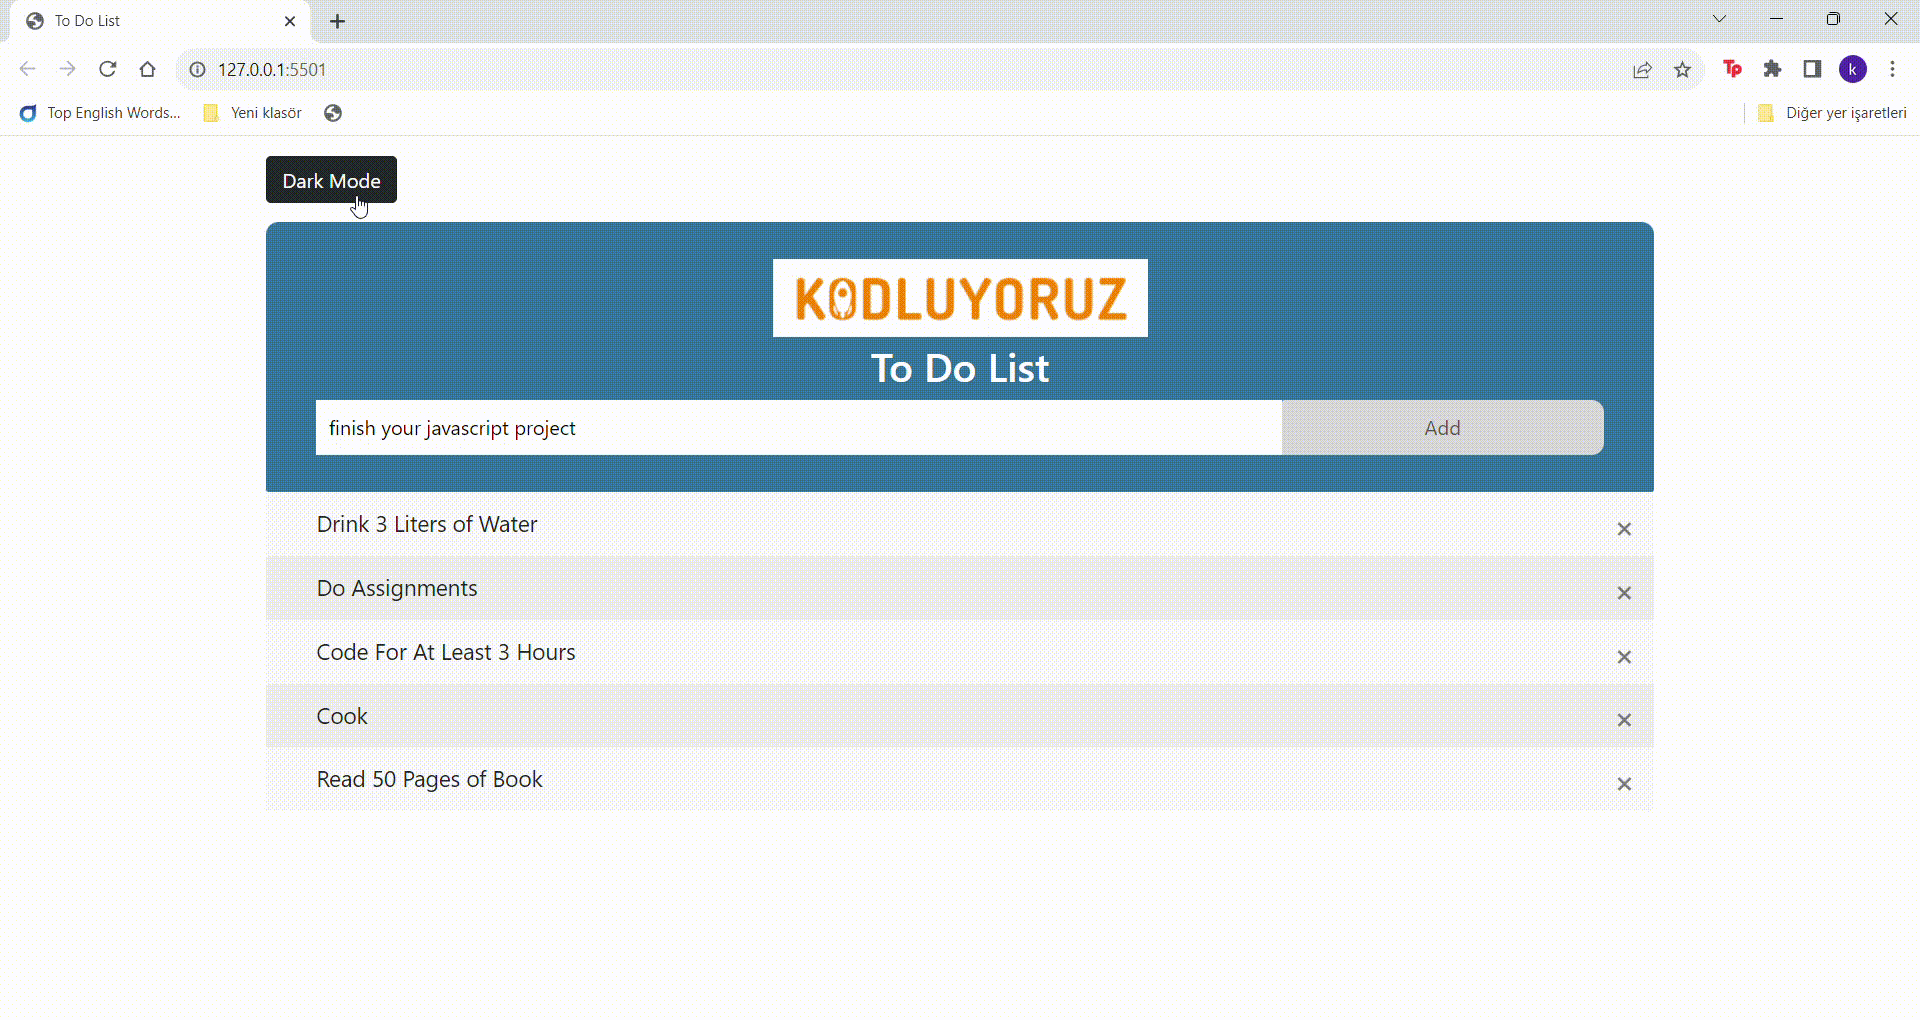 To Do List
127.0.0.1:5501
Tp
k
Top English Words...
Yeni klasör
Diğer yer işaretleri
Dark Mode
KODLUYORUZ
To Do List
finish your javascript project
Add
Drink 3 Liters of Water
Do Assignments
Code For At Least 3 Hours
Cook
Read 50 Pages of Book